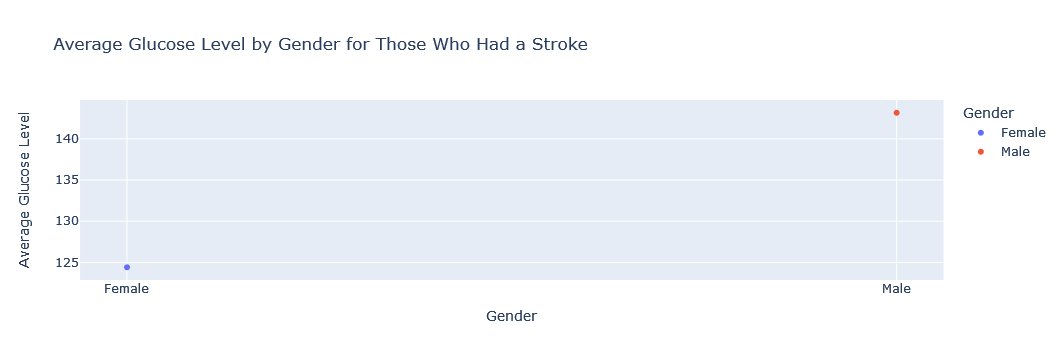 Average Glucose Level by Gender for Those Who Had a Stroke
Average Glucose Level
140
135
130
125
Female
Male
Gender
Gender
Female
Male